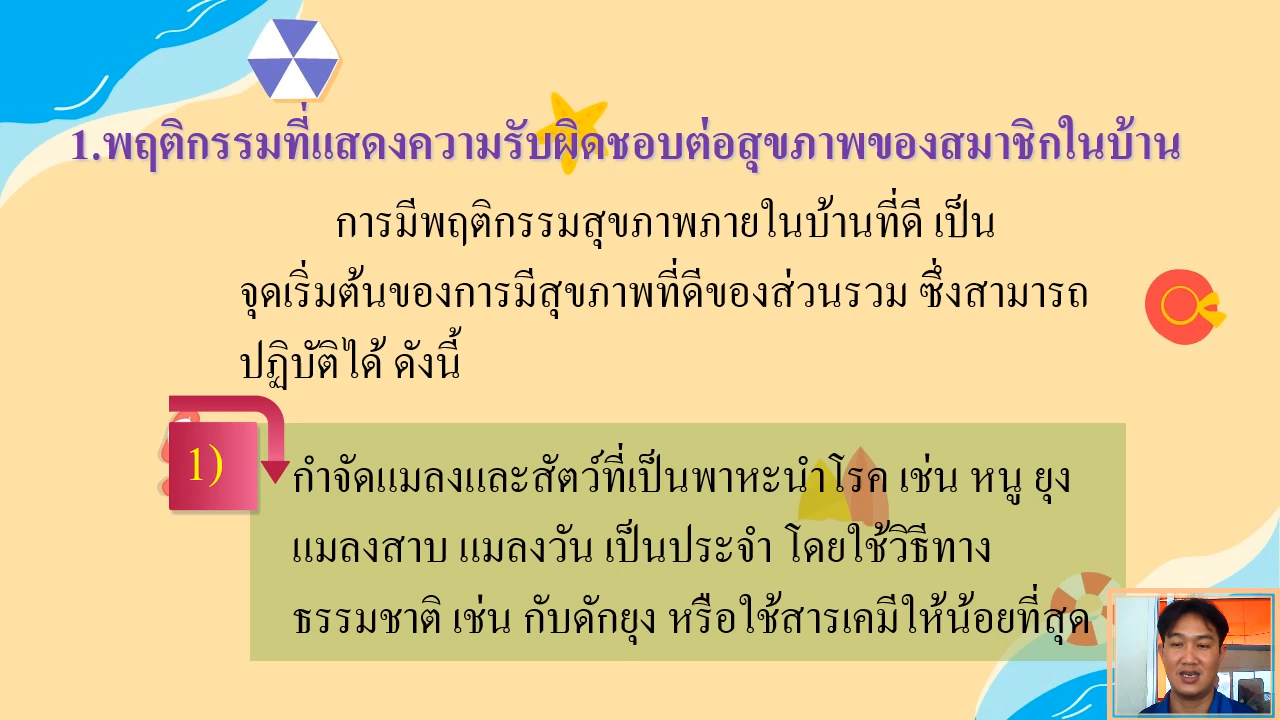 1.พฤติกรรมที่แสดงความรับผิดชอบต่อสุขภาพของสมาชิกในบ้าน
การมีพฤติกรรมสุขภาพภายในบ้านที่ดี เป็น
จุดเริ่มต้นของการมีสุขภาพที่ดีของส่วนรวม ซึ่งสามารถ
ปฏิบัติได้ ดังนี้
1)
กำจัดแมลงและสัตว์ที่เป็นพาหะนำโรค เช่น หนู ยุง
แมลงสาบ แมลงวัน เป็นประจำ โดยใช้วิธีทาง
ธรรมชาติ เช่น กับดักยุง หรือใช้สารเคมีให้น้อยที่สุด